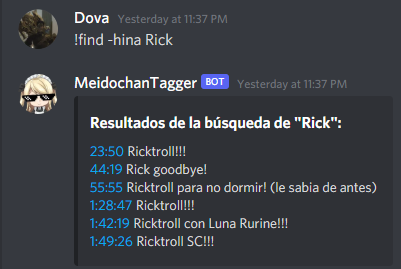 Dova Yesterday at 11:37 PM
!find -hina Rick
MeidochanTagger BOT Yesterday at 11:37 PM
Resultados de la búsqueda de "Rick":
23:50 Ricktroll!!!
44:19 Rick goodbye!
55:55 Ricktroll para no dormir! (le sabia de antes)
1:28:47 Ricktroll!!!
1:42:19 Ricktroll con Luna Rurine!!!
1:49:26 Ricktroll SC!!!